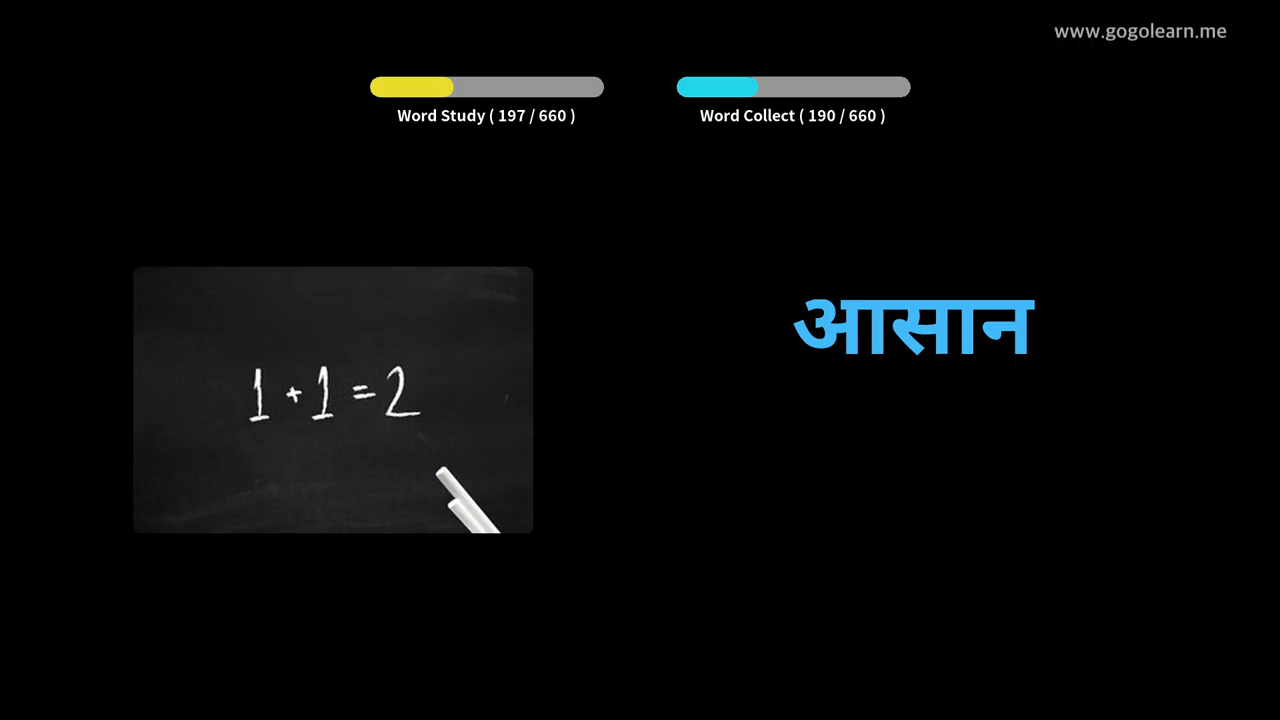 www.gogolearn.me
Word Study ( 197 / 660 )
Word Collect ( 190 / 660 )
1 + 1 = 2
आसान